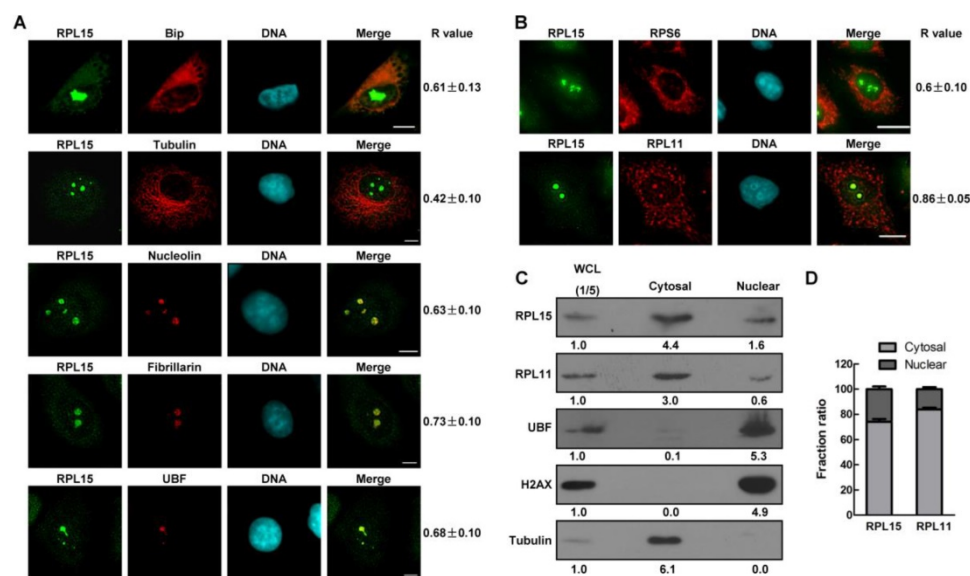 A
RPL15 Bip DNA Merge R value
0.61±0.13
RPL15 Tubulin DNA Merge
0.42±0.10
RPL15 Nucleolin DNA Merge
0.63±0.10
RPL15 Fibrillarin DNA Merge
0.73±0.10
RPL15 UBF DNA Merge
0.68±0.10
B
RPL15 RPS6 DNA Merge R value
0.6±0.10
RPL15 RPL11 DNA Merge
0.86±0.05
C
WCL
(1/5) Cytosal Nuclear
RPL15
1.0 4.4 1.6
RPL11
1.0 3.0 0.6
UBF
1.0 0.1 5.3
H2AX
1.0 0.0 4.9
Tubulin
1.0 6.1 0.0
D
Cytosal
Nuclear
Fraction ratio
120
100
80
60
40
20
0
RPL15 RPL11